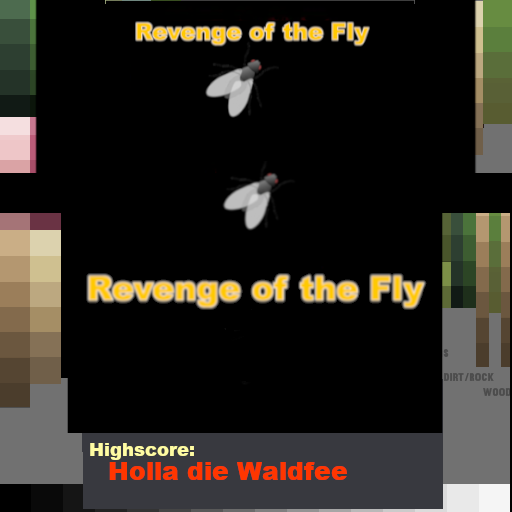 Revenge of the Fly
Revenge of the Fly
DIRT/ROCK
WOOD
Highscore:
Holla die Waldfee